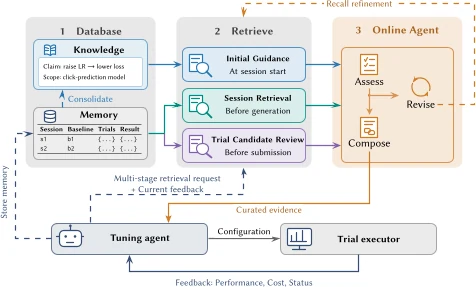 Recall refinement
1 Database
2 Retrieve
3 Online Agent
Knowledge
Claim: raise LR → lower loss
Scope: click-prediction model
Consolidate
Memory
Session Baseline Trials Result
s1 b1 {...} {...}
s2 b2 {...} {...}
Initial Guidance
At session start
Session Retrieval
Before generation
Trial Candidate Review
Before submission
Assess
Revise
Compose
Store memory
Multi-stage retrieval request
+ Current feedback
Curated evidence
Tuning agent
Configuration
Trial executor
Feedback: Performance, Cost, Status